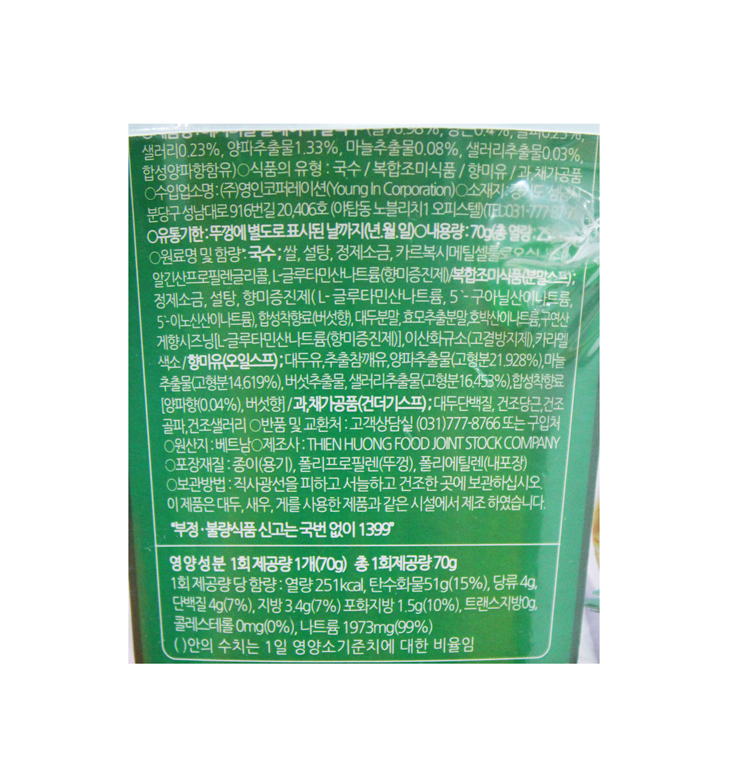 샐러리0.23%, 양파추출물1.33%, 마늘추출물0.08%, 샐러리추출물0.03%,
합성양파향함유)○식품의 유형 : 국수 / 복합조미식품 / 향미유 / 과,채가공품
○수입업소명 : (주)영인코퍼레이션(Young In Corporation)○소재지:
분당구 성남대로 916번길 20,406호 (야탑동 노블리치1 오피스텔)(TEL:031-777-
○유통기한 : 뚜껑에 별도로 표시된 날까지(년.월.일)○내용량 : 70g(총 열량:
○원료명 및 함량* 국수 ; 쌀, 설탕, 정제소금,
알긴산프로필렌글리콜, L-글루타민산나트륨(향미증진제)/복합조미식품(분말스프) ;
정제소금, 설탕, 향미증진제( L- 글루타민산나트륨, 5`- 구아닐산이나트륨,
5`-이노신산이나트륨), 합성착향료(버섯향), 대두분말, 효모추출분말,호박산이나트륨,구연산
게향시즈닝[L-글루타민산나트륨(향미증진제)],이산화규소(고결방지제),카라멜
색소 / 향미유(오일스프) ; 대두유,추출참깨유,양파추출물(고형분21.928%),마늘
추출물(고형분14.619%), 버섯추출물, 샐러리추출물(고형분16.453%),합성착향료
[양파향(0.04%), 버섯향] / 과,채가공품(건더기스프) ; 대두단백질, 건조당근,건조
골파,건조샐러리 ○반품 및 교환처 : 고객상담실 (031)777-8766 또는 구입처
○원산지 : 베트남○제조사 : THIEN HUONG FOOD JOINT STOCK COMPANY
○포장재질 : 종이(용기), 폴리프로필렌(뚜껑), 폴리에틸렌(내포장)
○보관방법 : 직사광선을 피하고 서늘하고 건조한 곳에 보관하십시오.
이 제품은 대두, 새우, 게를 사용한 제품과 같은 시설에서 제조 하였습니다.
"부정·불량식품 신고는 국번 없이 1399"
영양성분 1회 제공량 1개(70g) 총 1회제공량 70g
1회 제공량 당 함량 : 열량 251kcal, 탄수화물51g(15%), 당류 4g,
단백질 4g(7%), 지방 3.4g(7%) 포화지방 1.5g(10%), 트랜스지방0g,
콜레스테롤 0mg(0%), 나트륨 1973mg(99%)
( )안의 수치는 1일 영양소기준치에 대한 비율임